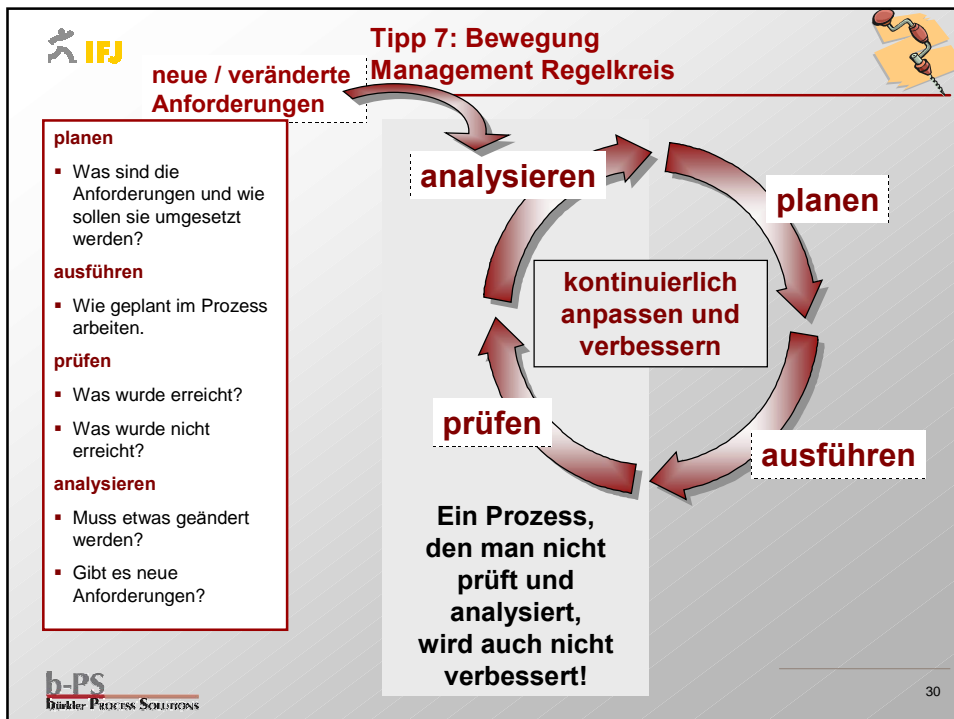 IFJ
Tipp 7: Bewegung
Management Regelkreis
neue / veränderte
Anforderungen
planen
▪ Was sind die
Anforderungen und wie
sollen sie umgesetzt
werden?
ausführen
▪ Wie geplant im Prozess
arbeiten.
prüfen
▪ Was wurde erreicht?
▪ Was wurde nicht
erreicht?
analysieren
▪ Muss etwas geändert
werden?
▪ Gibt es neue
Anforderungen?
analysieren
planen
kontinuierlich
anpassen und
verbessern
prüfen
ausführen
Ein Prozess,
den man nicht
prüft und
analysiert,
wird auch nicht
verbessert!
b-PS
Bürkler Process Solutions
30